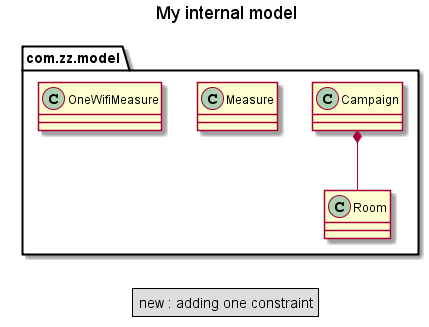 My internal model
com.zz.model
C OneWifiMeasure
C Measure
C Campaign
C Room
new : adding one constraint